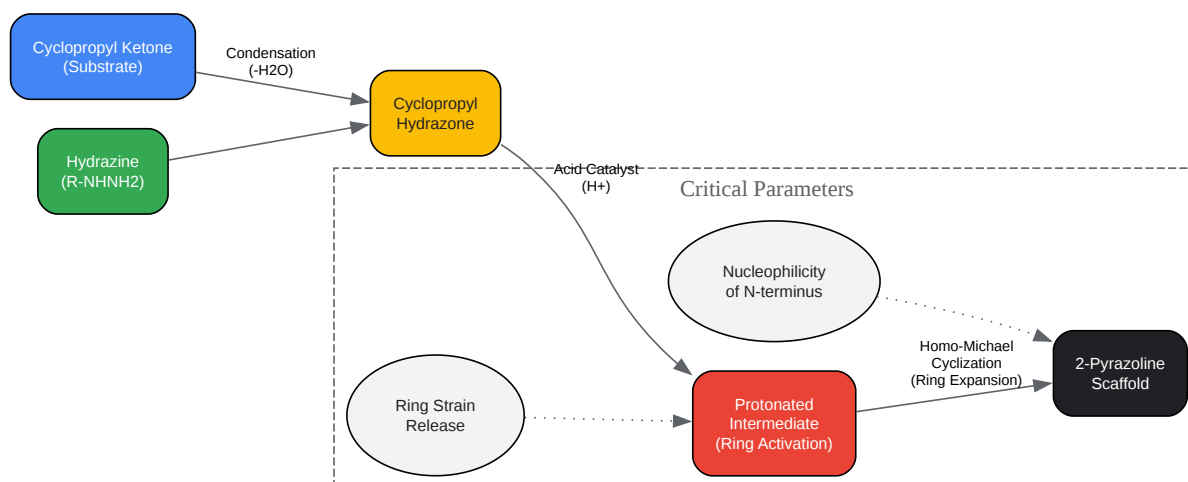 Cyclopropyl Ketone
(Substrate)
Condensation
(-H2O)
Cyclopropyl
Hydrazone
Hydrazine
(R-NHNH2)
Acid Catalyst
(H+)
Critical Parameters
Nucleophilicity
of N-terminus
Homo-Michael
Cyclization
(Ring Expansion)
2-Pyrazoline
Scaffold
Ring Strain
Release
Protonated
Intermediate
(Ring Activation)